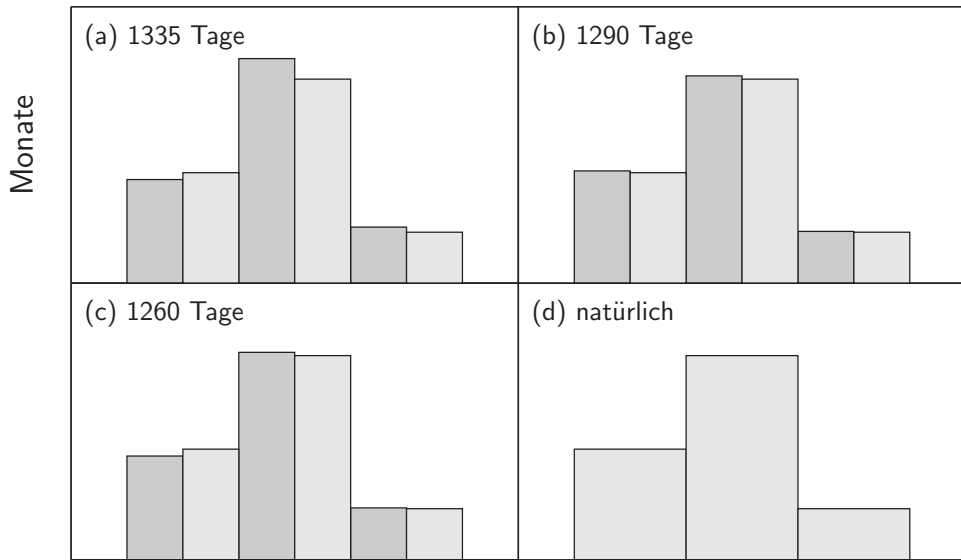 (a) 1335 Tage
(b) 1290 Tage
Monate
(c) 1260 Tage
(d) natürlich